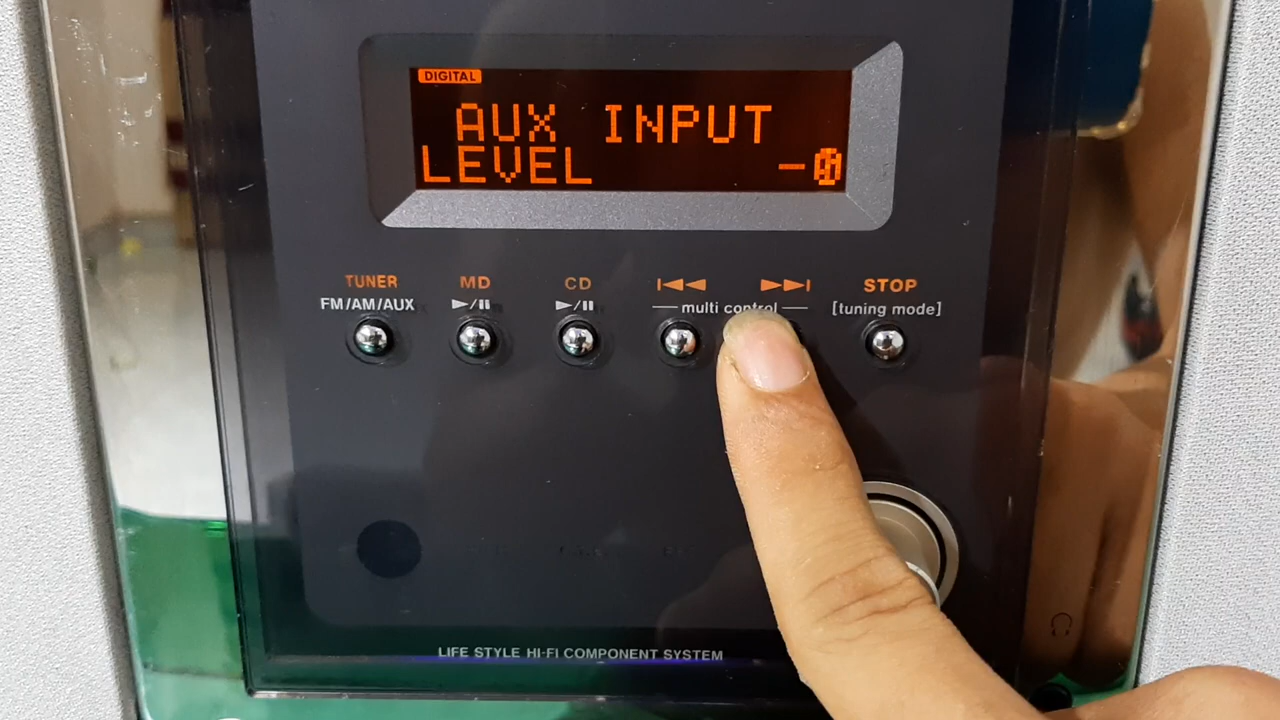 DIGITAL
AUX INPUT
LEVEL -
TUNER MD CD STOP
FM/AM/AUX multi control [tuning mode]
LIFE STYLE HI-FI COMPONENT SYSTEM